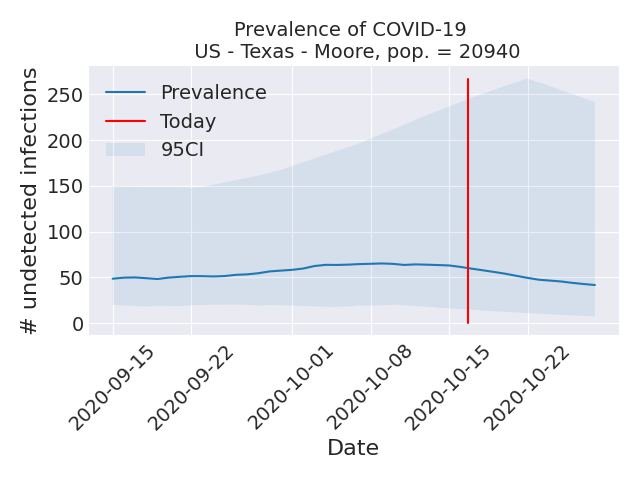 Prevalence of COVID-19
US - Texas - Moore, pop. = 20940
# undetected infections
250
200
150
100
50
0
Prevalence
Today
95CI
2020-09-15
2020-09-22
2020-10-01
2020-10-08
2020-10-15
2020-10-22
Date